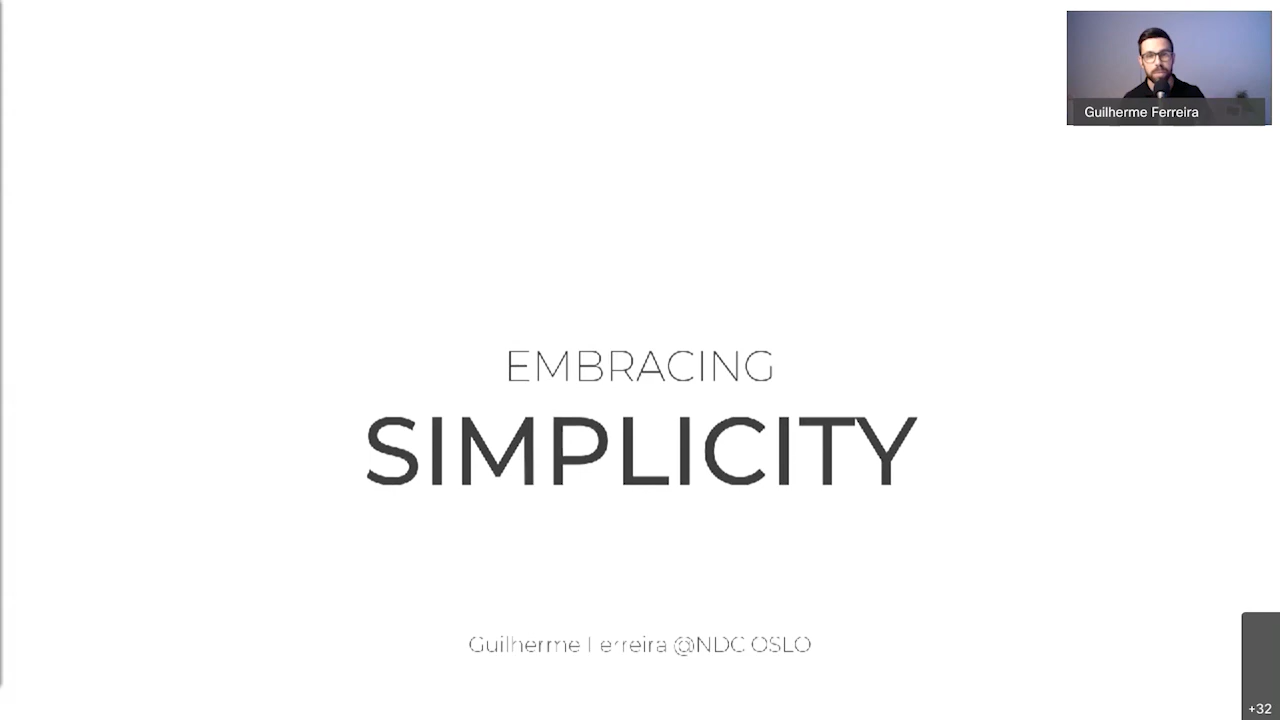 Guilherme Ferreira
EMBRACING
SIMPLICITY
Guilherme Ferreira @NDC OSLO
+32